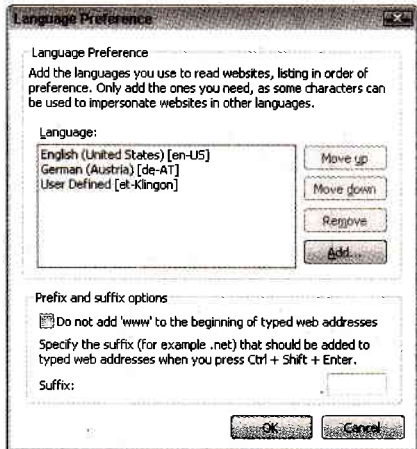 Language Preference
Language Preference
Add the languages you use to read websites, listing in order of
preference. Only add the ones you need, as some characters can
be used to impersonate websites in other languages.
Language:
English (United States) [en-US]
German (Austria) [de-AT]
User Defined [et-Klingon]
Move up
Move down
Remove
Add...
Prefix and suffix options
Do not add 'www' to the beginning of typed web addresses
Specify the suffix (for example .net) that should be added to
typed web addresses when you press Ctrl + Shift + Enter.
Suffix:
.
OK
Cancel